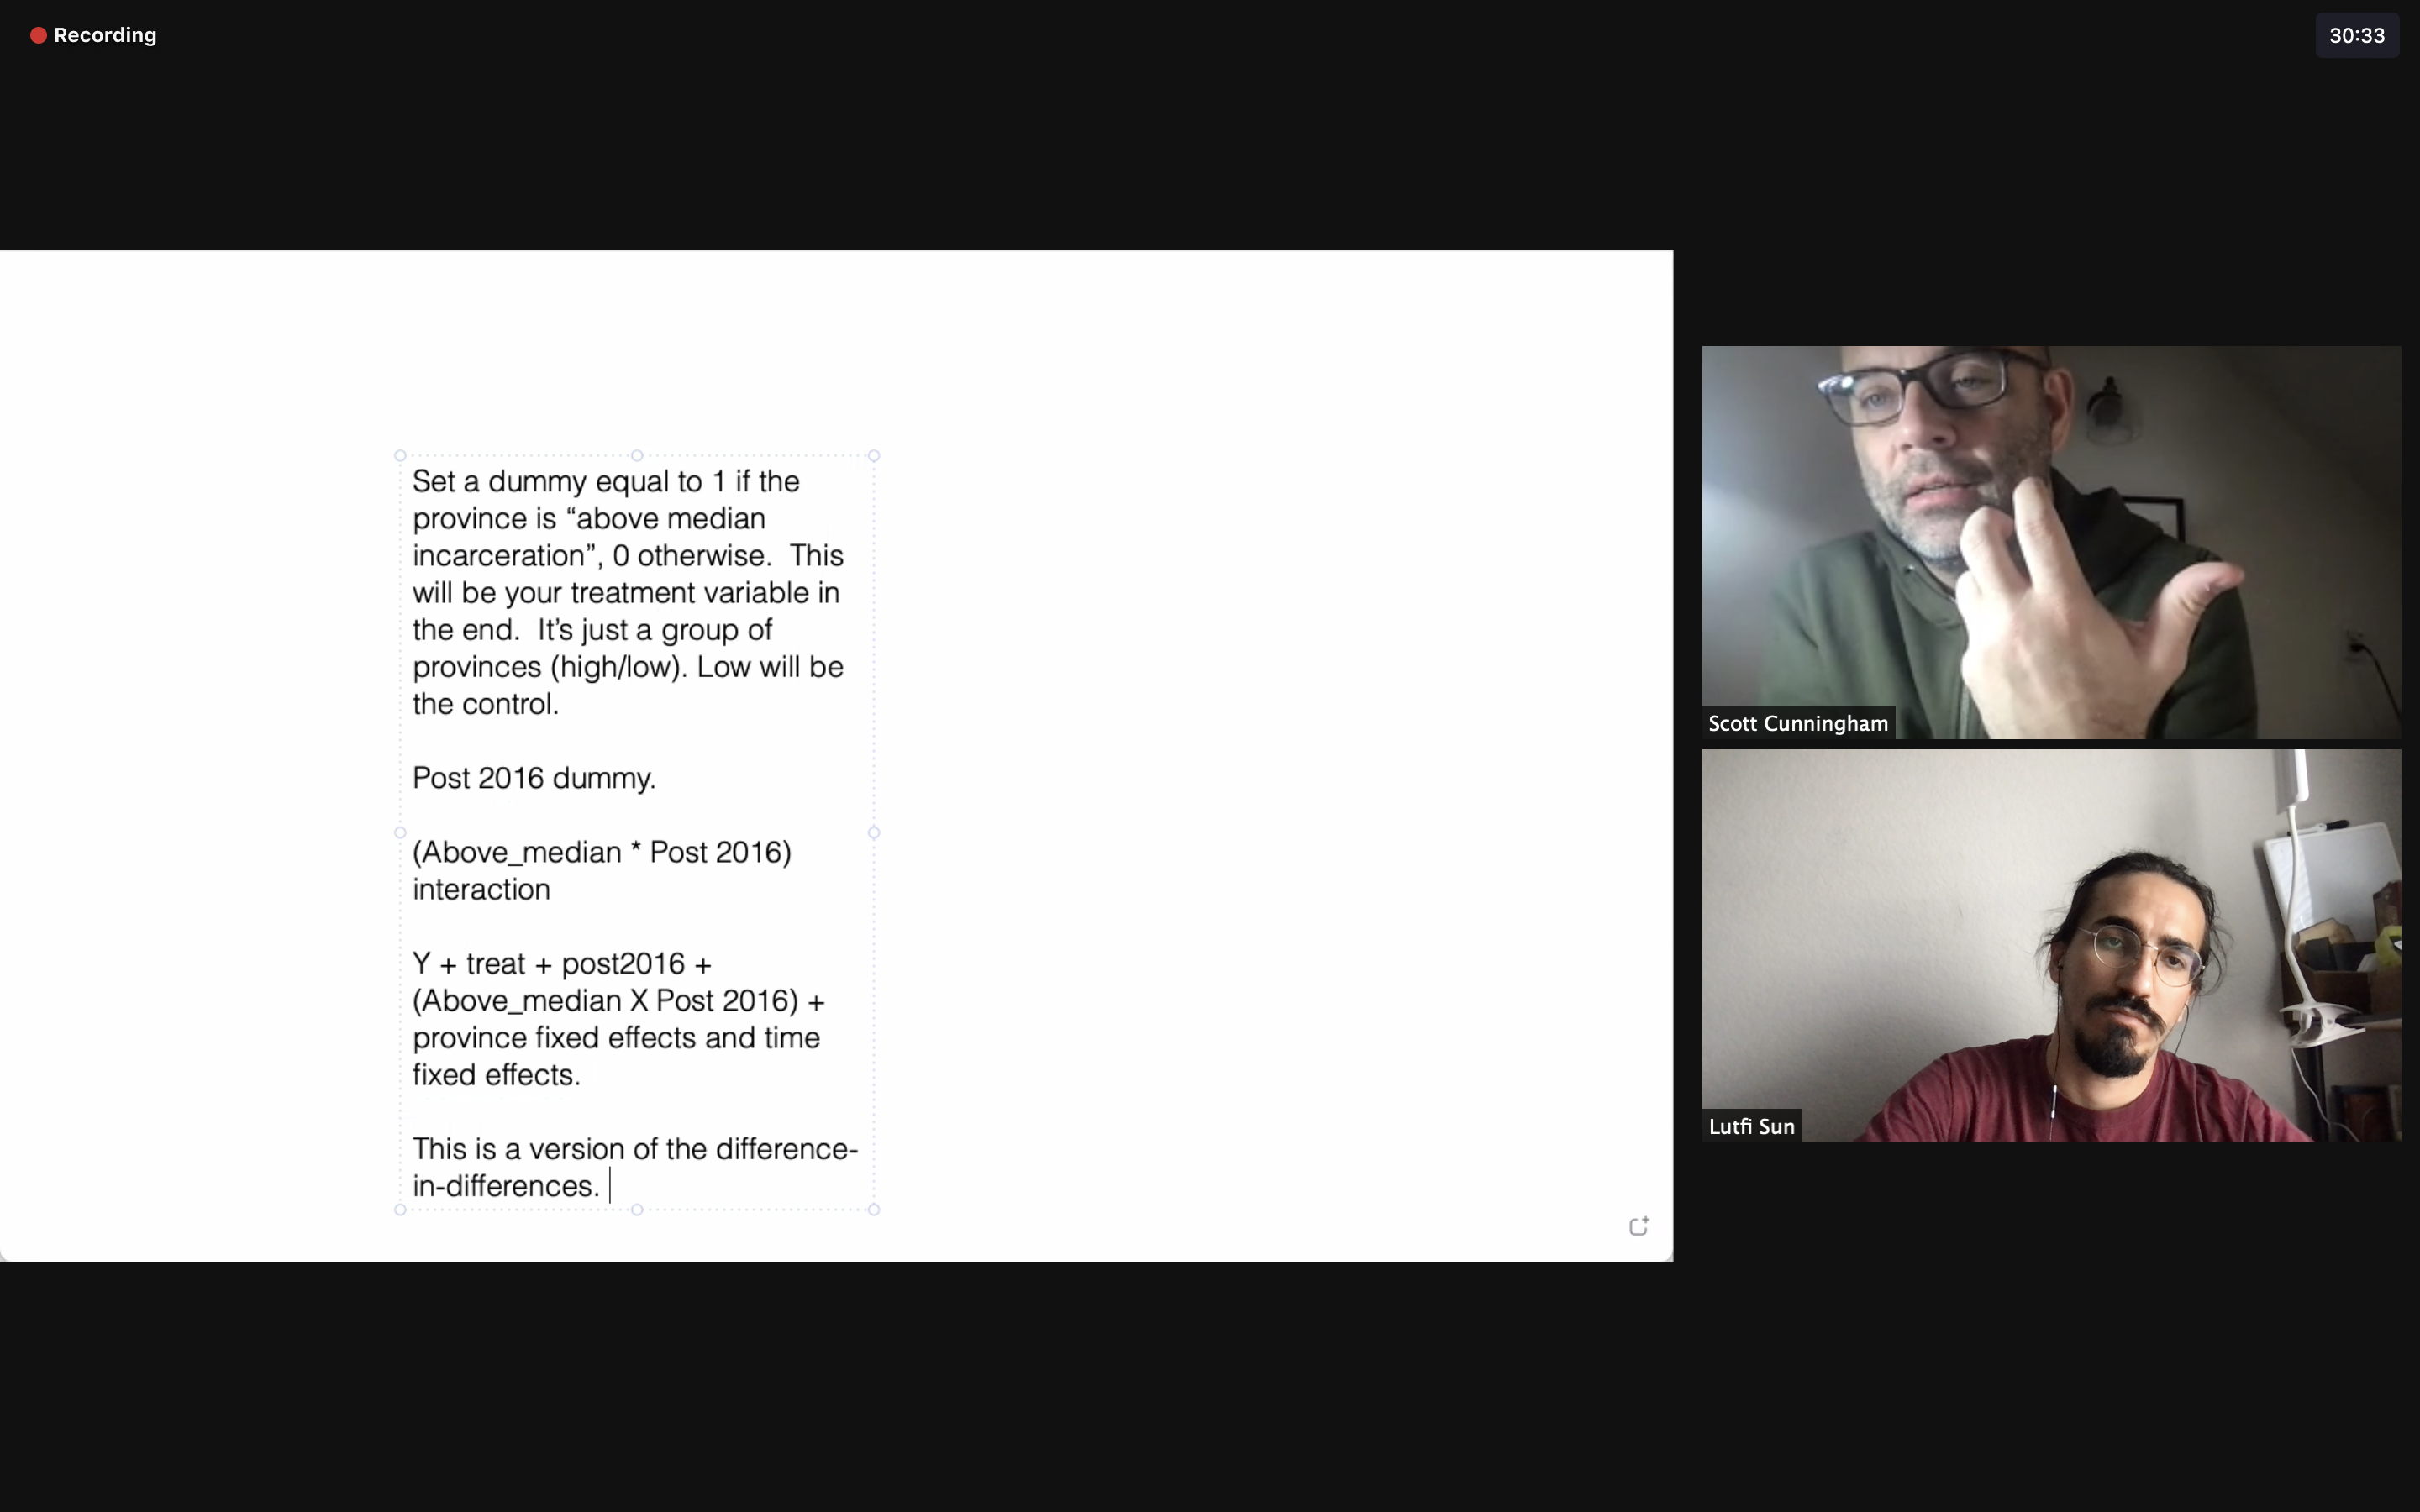 Recording
30:33
Set a dummy equal to 1 if the
province is “above median
incarceration”, 0 otherwise.  This
will be your treatment variable in
the end.  It’s just a group of
provinces (high/low). Low will be
the control.
Post 2016 dummy.
(Above_median * Post 2016)
interaction
Y + treat + post2016 +
(Above_median X Post 2016) +
province fixed effects and time
fixed effects.
This is a version of the difference-
in-differences.
Scott Cunningham
Lutfi Sun